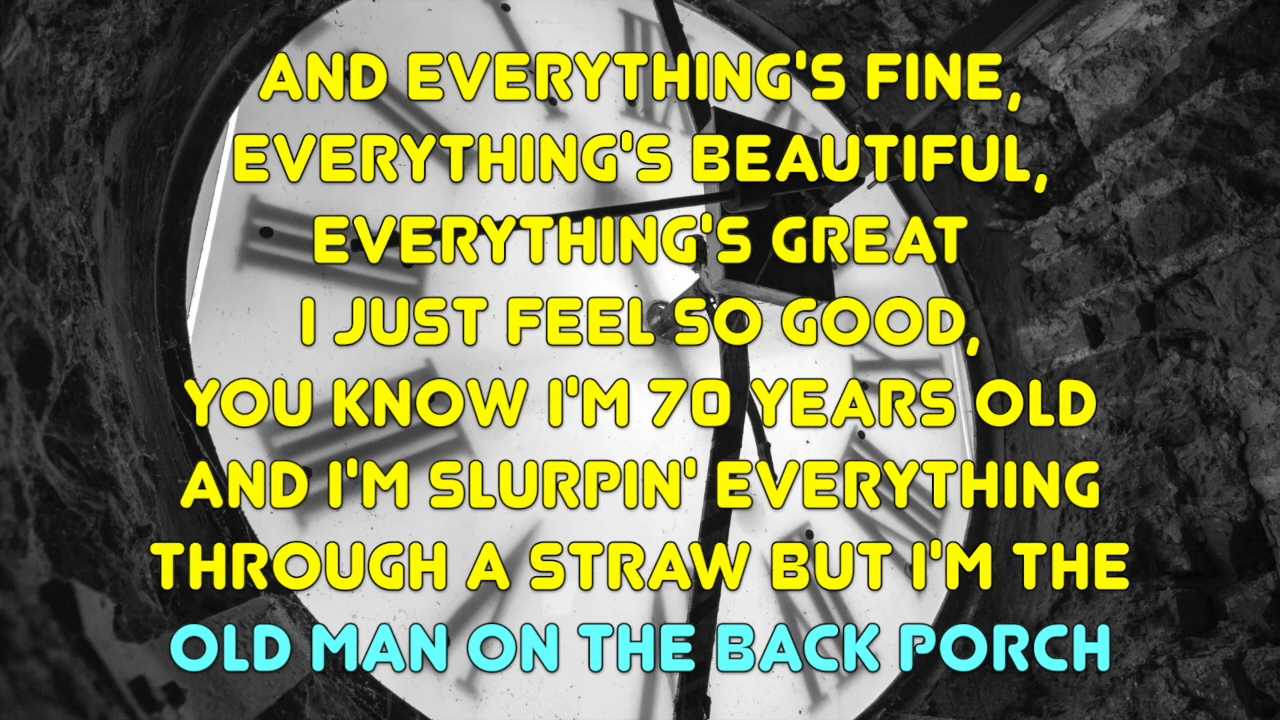 AND EVERYTHING'S FINE,
EVERYTHING'S BEAUTIFUL,
EVERYTHING'S GREAT
I JUST FEEL SO GOOD,
YOU KNOW I'M 70 YEARS OLD
AND I'M SLURPIN' EVERYTHING
THROUGH A STRAW BUT I'M THE
OLD MAN ON THE BACK PORCH